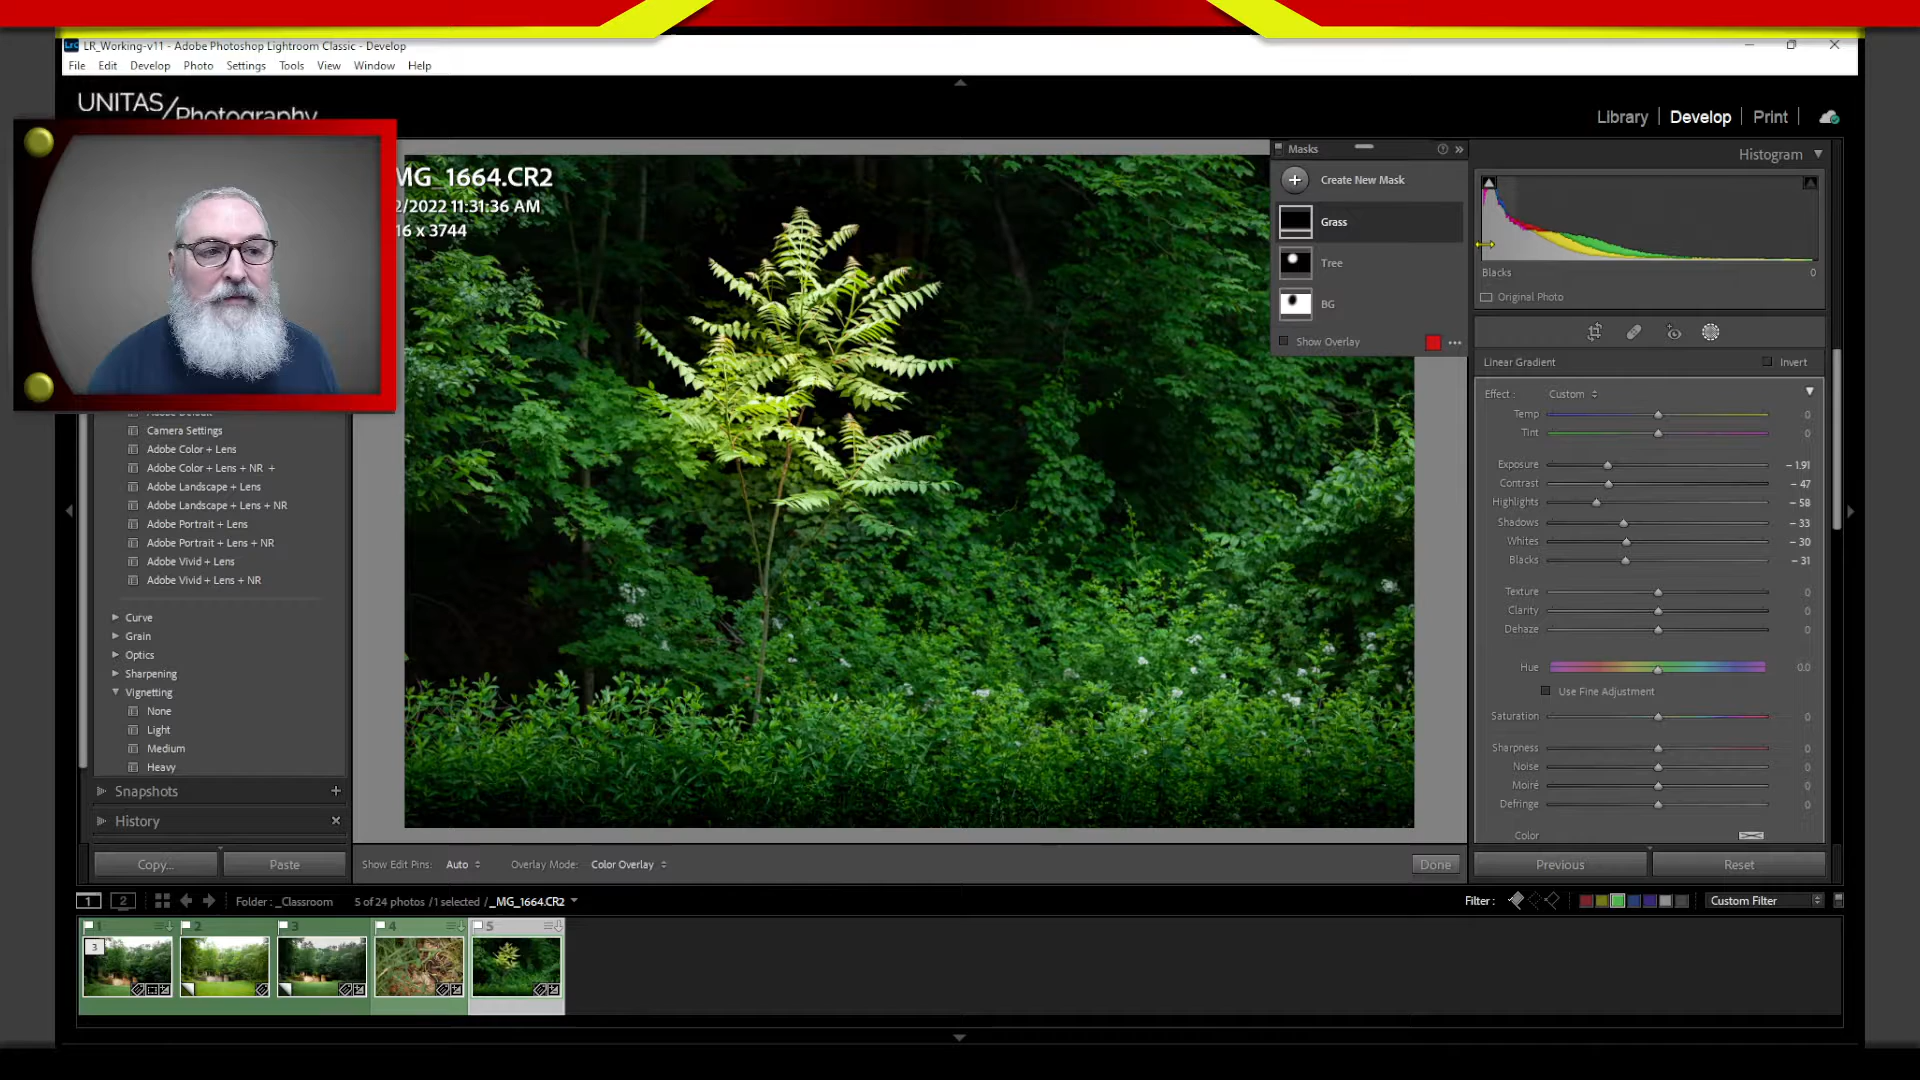 LR_Working-v11 - Adobe Photoshop Lightroom Classic - Develop
File Edit Develop Photo Settings Tools View Window Help
UNITAS/Photography
Library | Develop | Print |
MG_1664.CR2
2/2022 11:31:36 AM
16 x 3744
Masks
Create New Mask
Grass
Tree
BG
Show Overlay
Histogram
Blacks 0
Original Photo
Linear Gradient Invert
Effect : Custom
Temp 0
Tint 0
Exposure – 1.91
Contrast – 47
Highlights – 58
Shadows – 33
Whites – 30
Blacks – 31
Texture 0
Clarity 0
Dehaze 0
Hue 0.0
Use Fine Adjustment
Saturation 0
Sharpness 0
Noise 0
Moiré 0
Defringe 0
Color
Previous Reset
Camera Settings
Adobe Color + Lens
Adobe Color + Lens + NR +
Adobe Landscape + Lens
Adobe Landscape + Lens + NR
Adobe Portrait + Lens
Adobe Portrait + Lens + NR
Adobe Vivid + Lens
Adobe Vivid + Lens + NR
Curve
Grain
Optics
Sharpening
Vignetting
None
Light
Medium
Heavy
Snapshots +
History
Copy... Paste
Show Edit Pins: Auto Overlay Mode: Color Overlay Done
1 2 Folder : _Classroom 5 of 24 photos / 1 selected / _MG_1664.CR2 Filter : Custom Filter
1 2 3 4 5
3